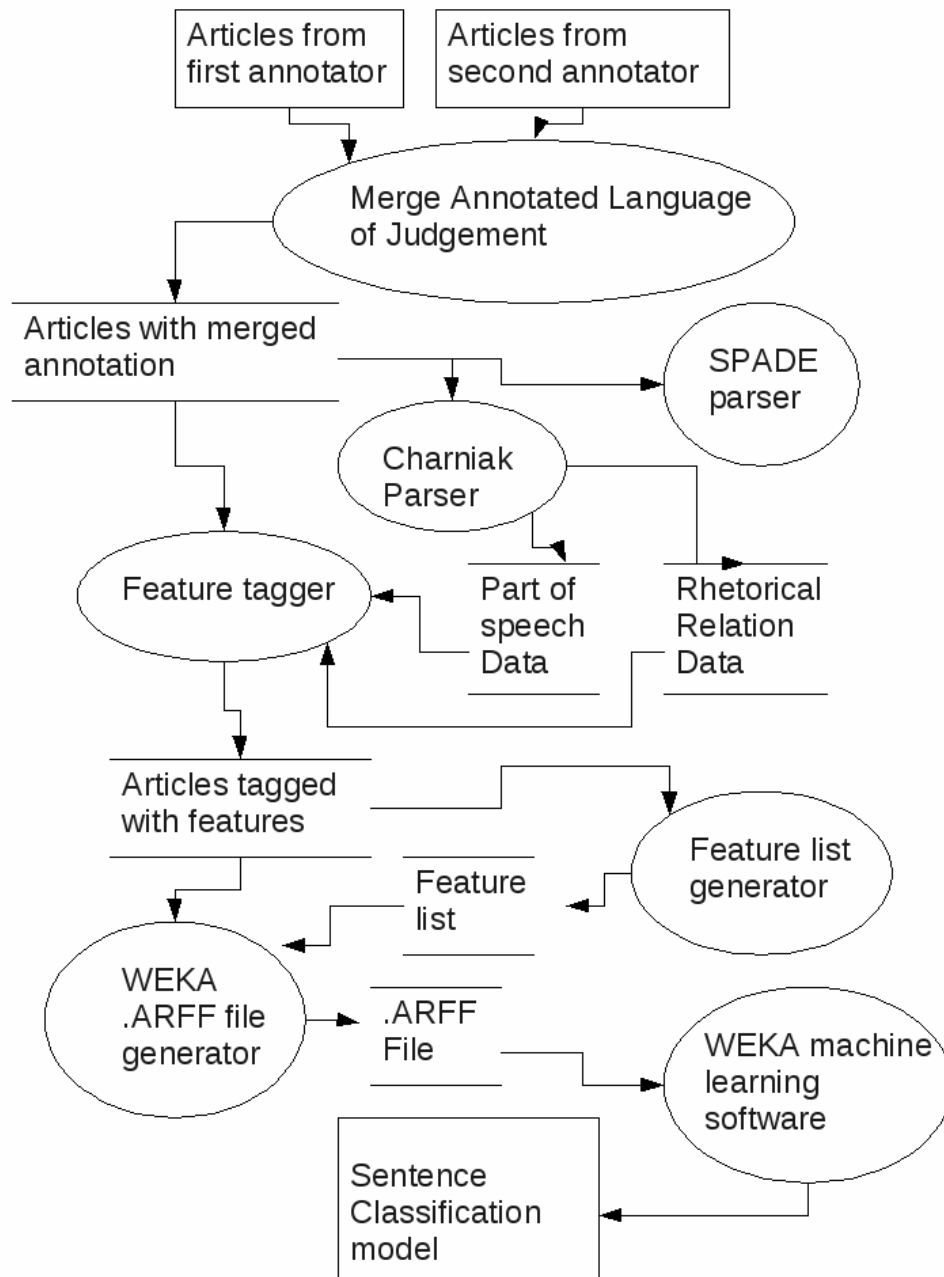 Articles from
first annotator
Articles from
second annotator
Merge Annotated Language
of Judgement
Articles with merged
annotation
SPADE
parser
Charniak
Parser
Feature tagger
Part of
speech
Data
Rhetorical
Relation
Data
Articles tagged
with features
Feature list
generator
Feature
list
WEKA
.ARFF file
generator
.ARFF
File
WEKA machine
learning
software
Sentence
Classification
model